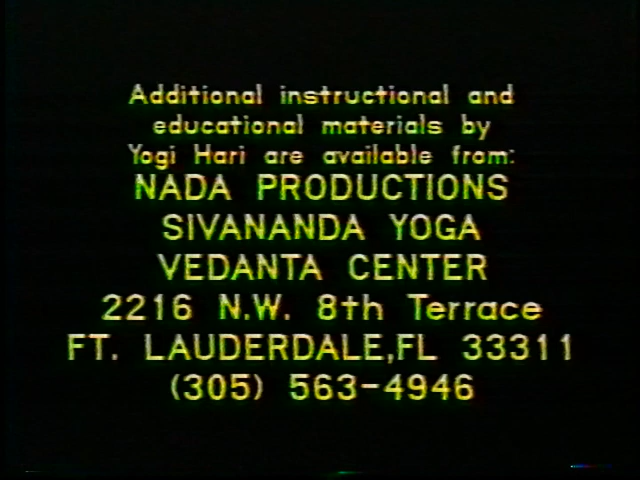 Additional instructional and
educational materials by
Yogi Hari are available from:
NADA PRODUCTIONS
SIVANANDA YOGA
VEDANTA CENTER
2216 N.W. 8th Terrace
FT. LAUDERDALE,FL 33311
(305) 563-4946